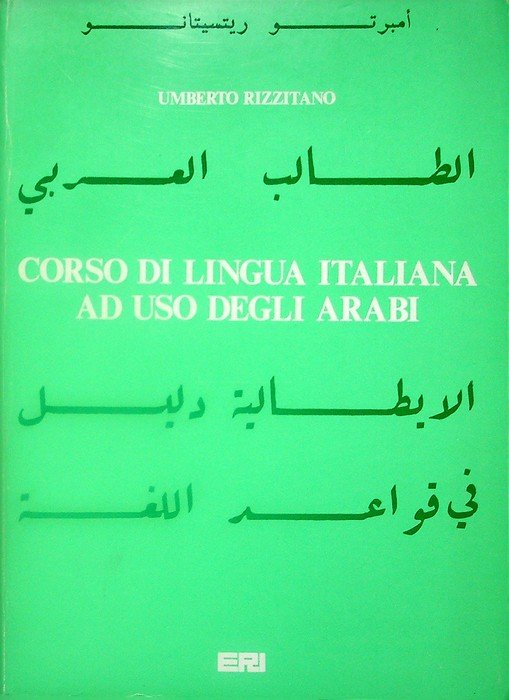 أمبرتو ريتسيتانو
UMBERTO RIZZITANO
الطالب العربي
CORSO DI LINGUA ITALIANA
AD USO DEGLI ARABI
الايطالية دليل
في قواعد اللغة
ERI